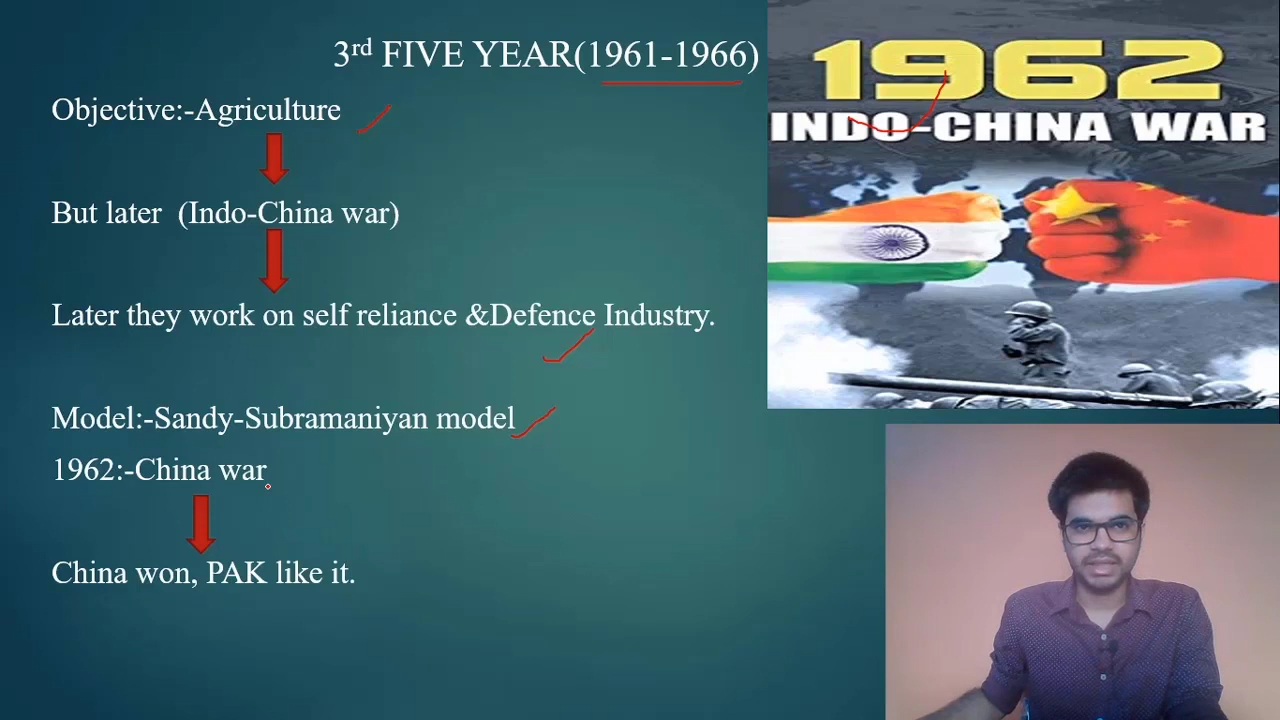 3rd FIVE YEAR(1961-1966)
Objective:-Agriculture
But later (Indo-China war)
Later they work on self reliance &Defence Industry.
Model:-Sandy-Subramaniyan model
1962:-China war
China won, PAK like it.
1962
INDO-CHINA WAR